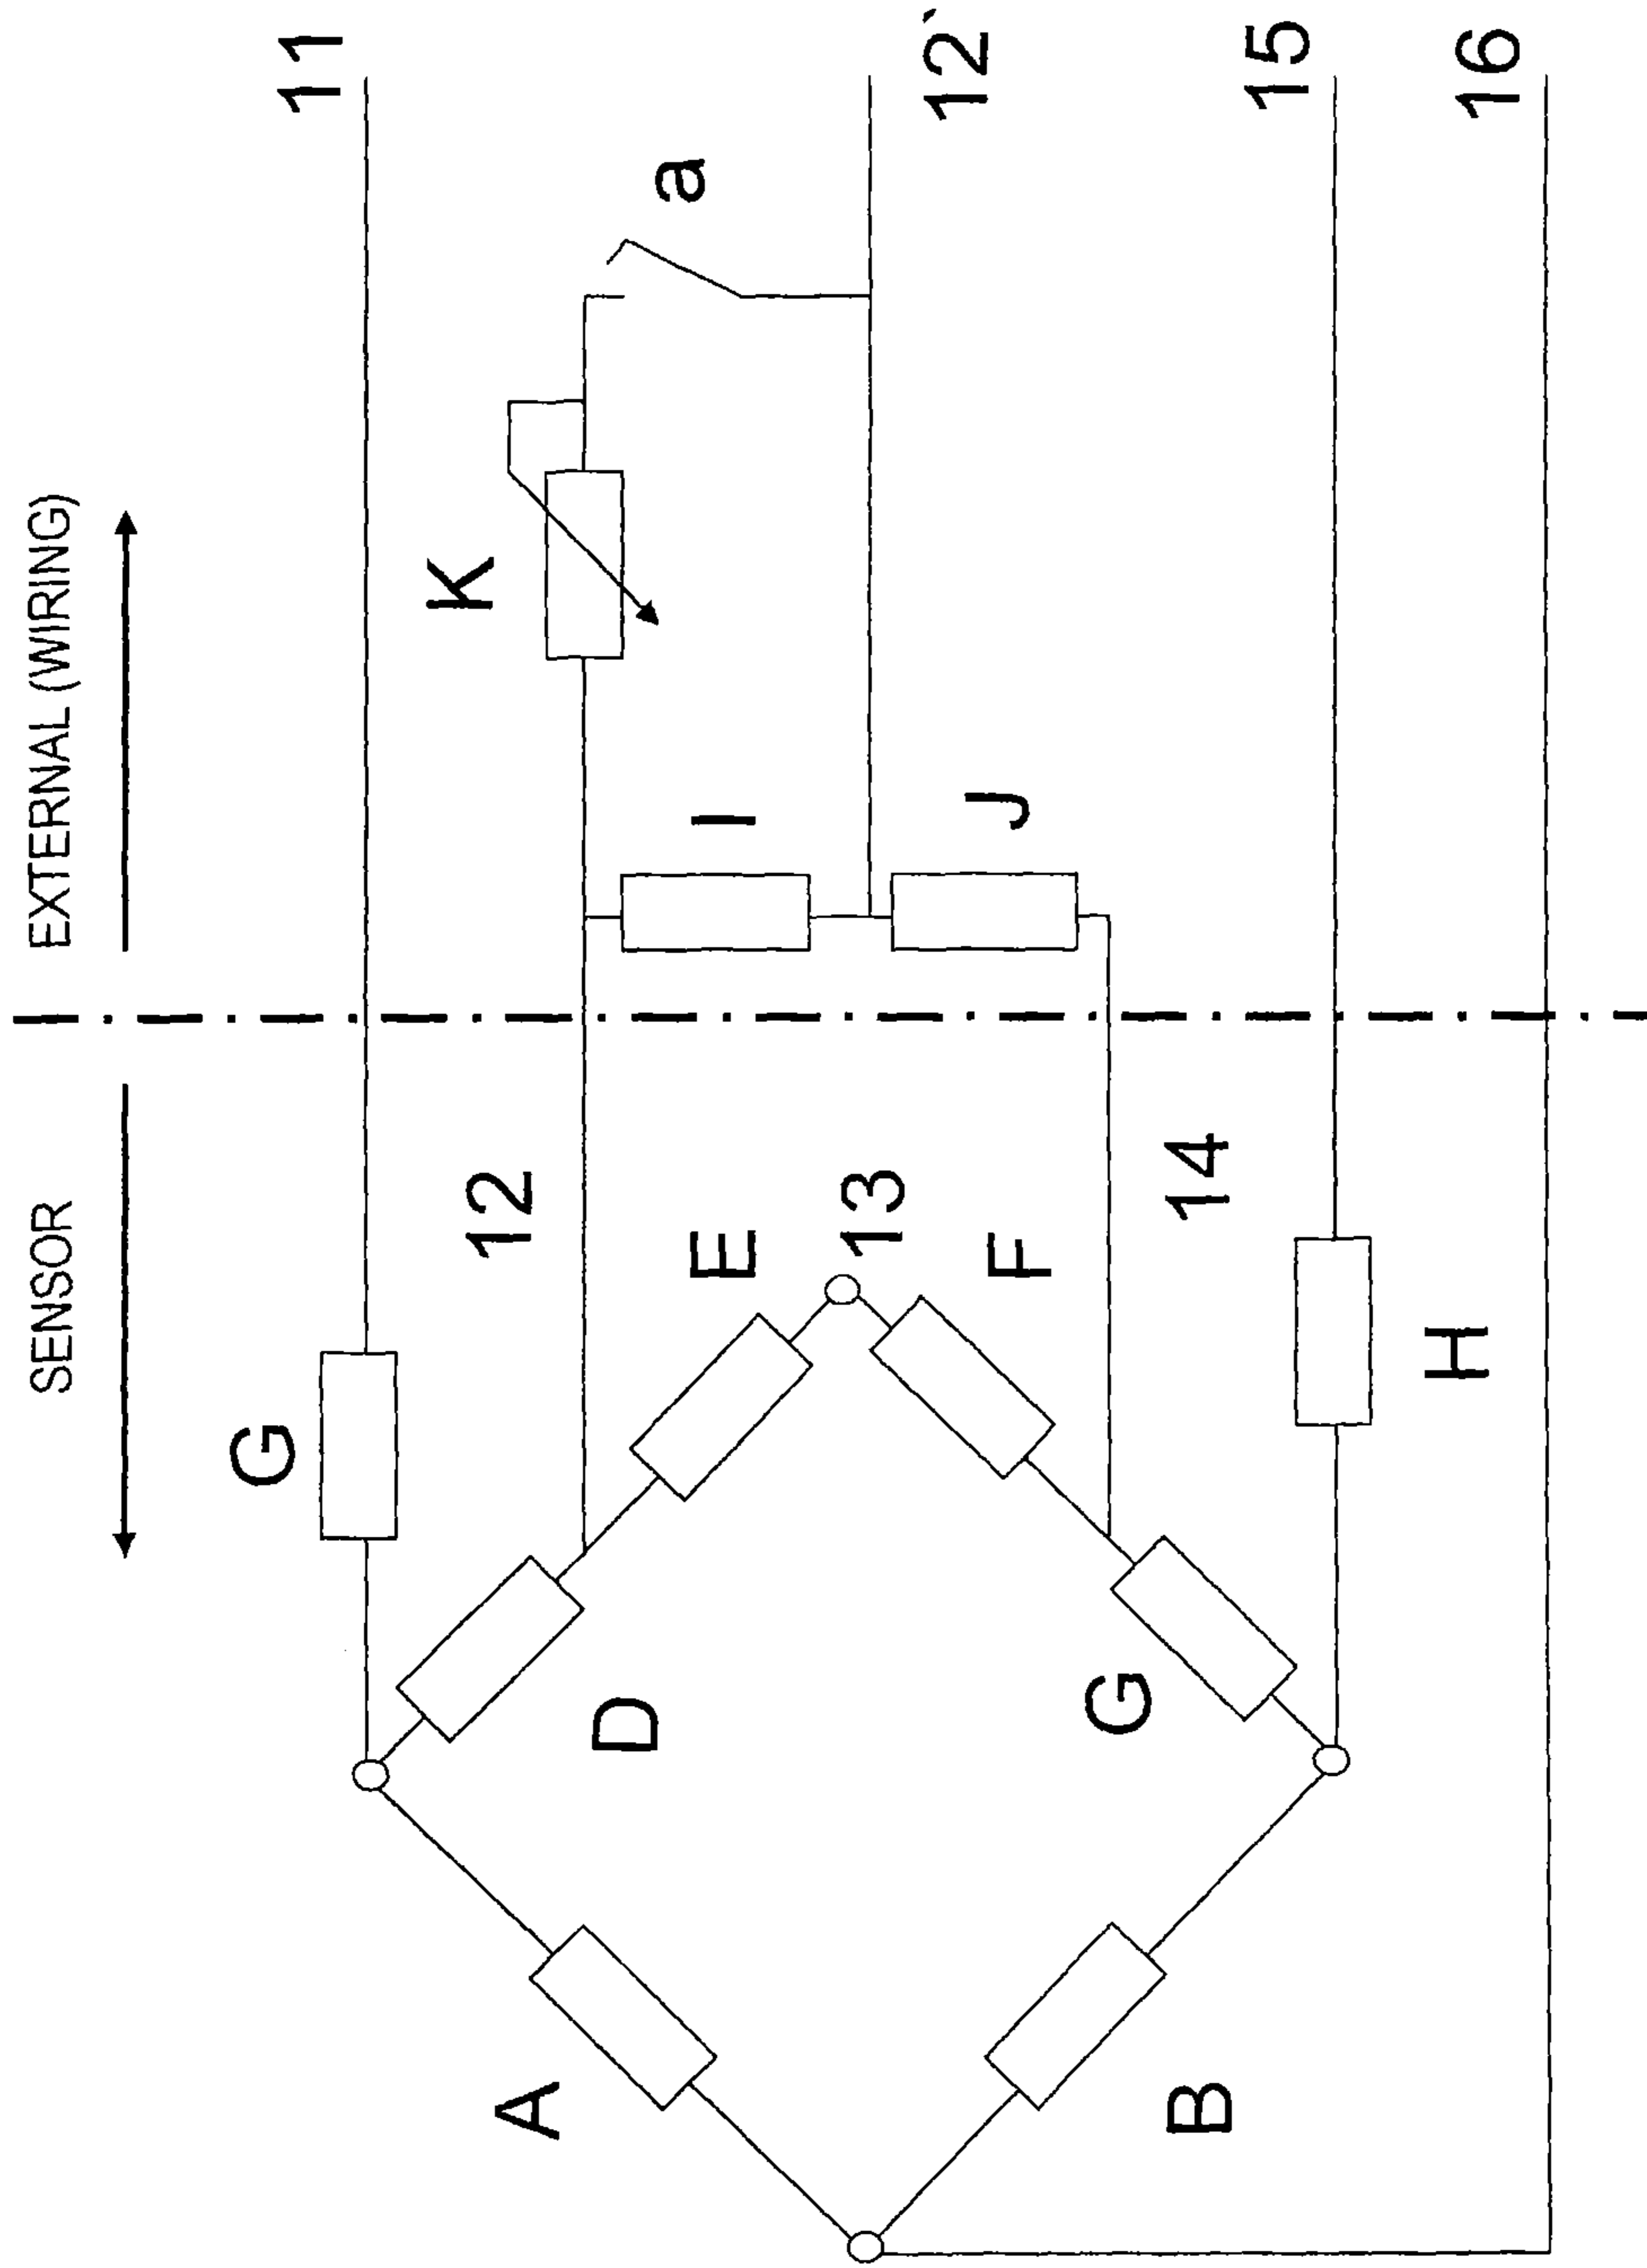 SENSOR
EXTERNAL (WIRING)
G
11
K
12
A
D
a
E
I
13
12`
J
F
G
14
B
15
H
16